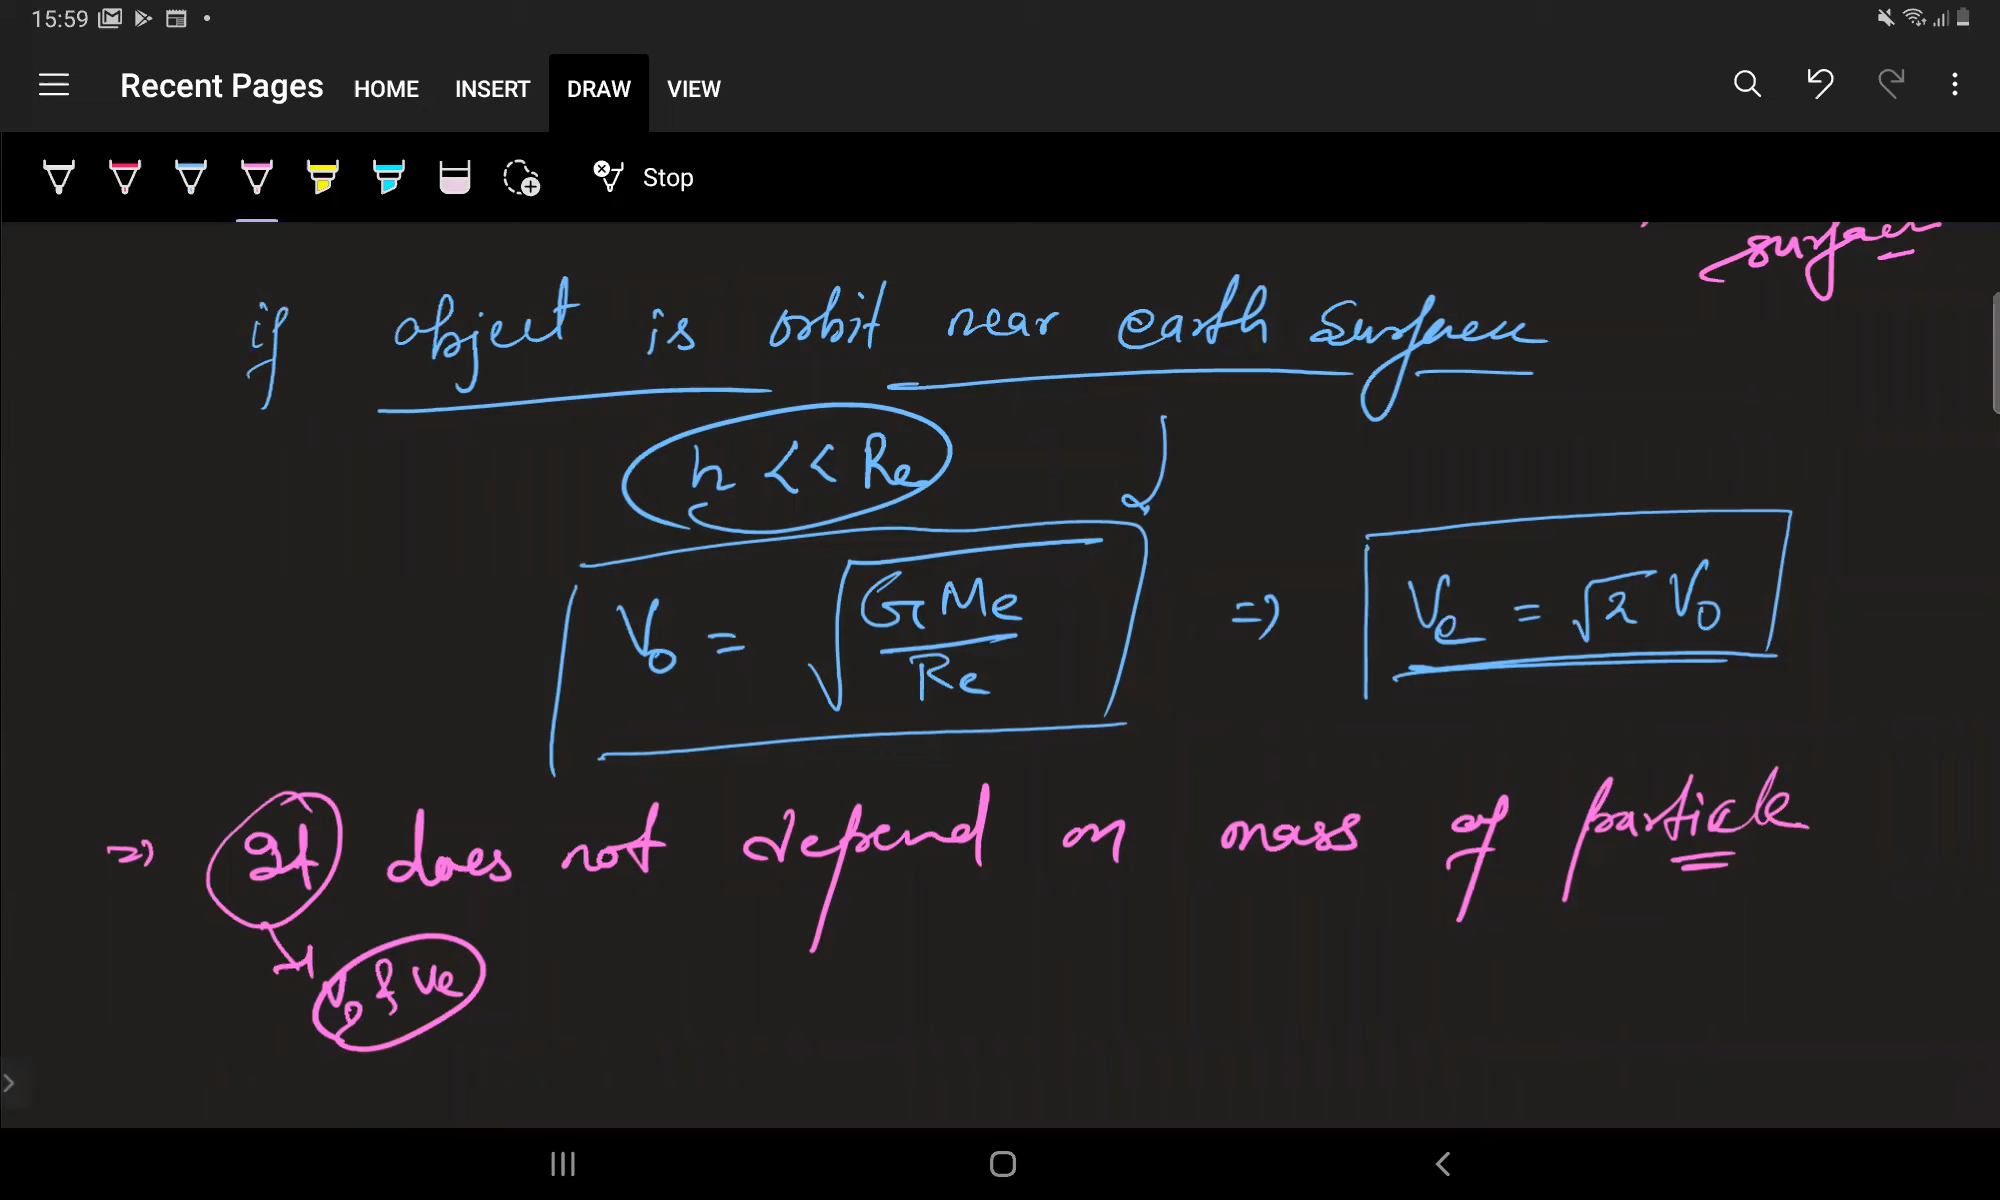 15:59
Recent Pages HOME INSERT DRAW VIEW
Stop
surface
if object is orbit near earth surface
h << Re
V₀ = √(GMe/Re) => Ve = √2 V₀
=> It does not depend on mass of particle
V₀ & Ve